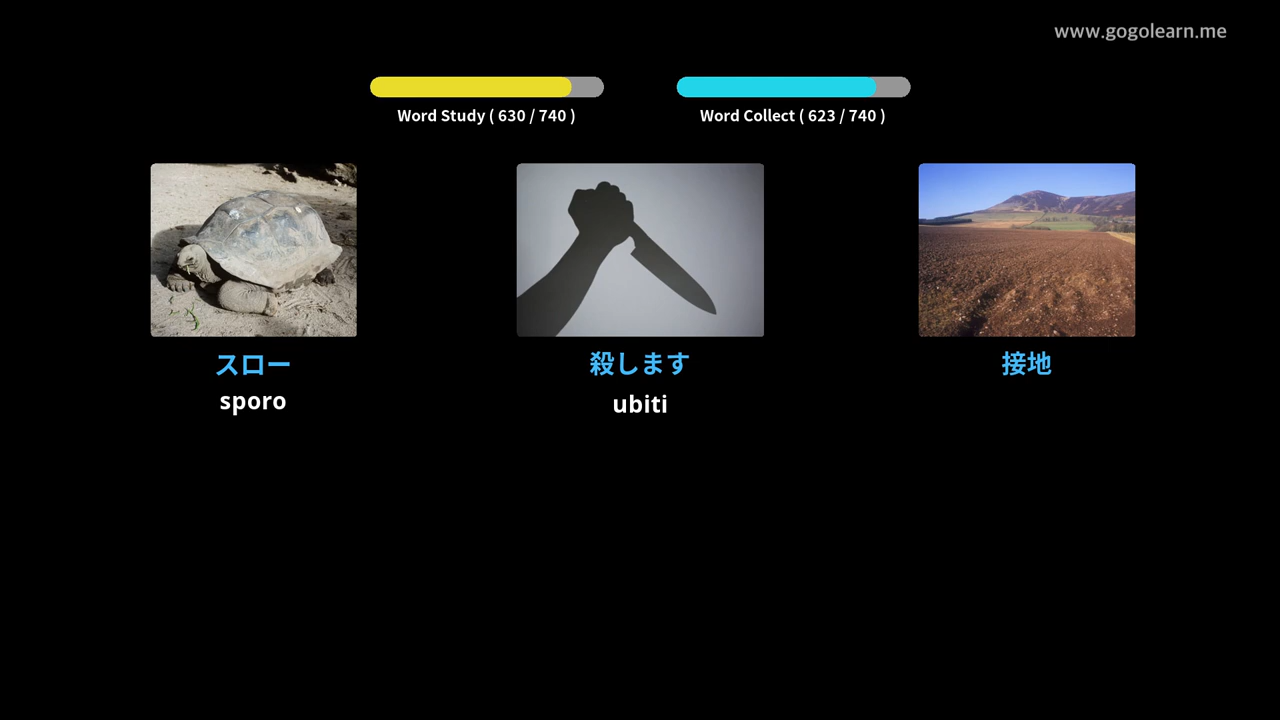 www.gogolearn.me
Word Study ( 630 / 740 )
Word Collect ( 623 / 740 )
スロー
殺します
接地
sporo
ubiti